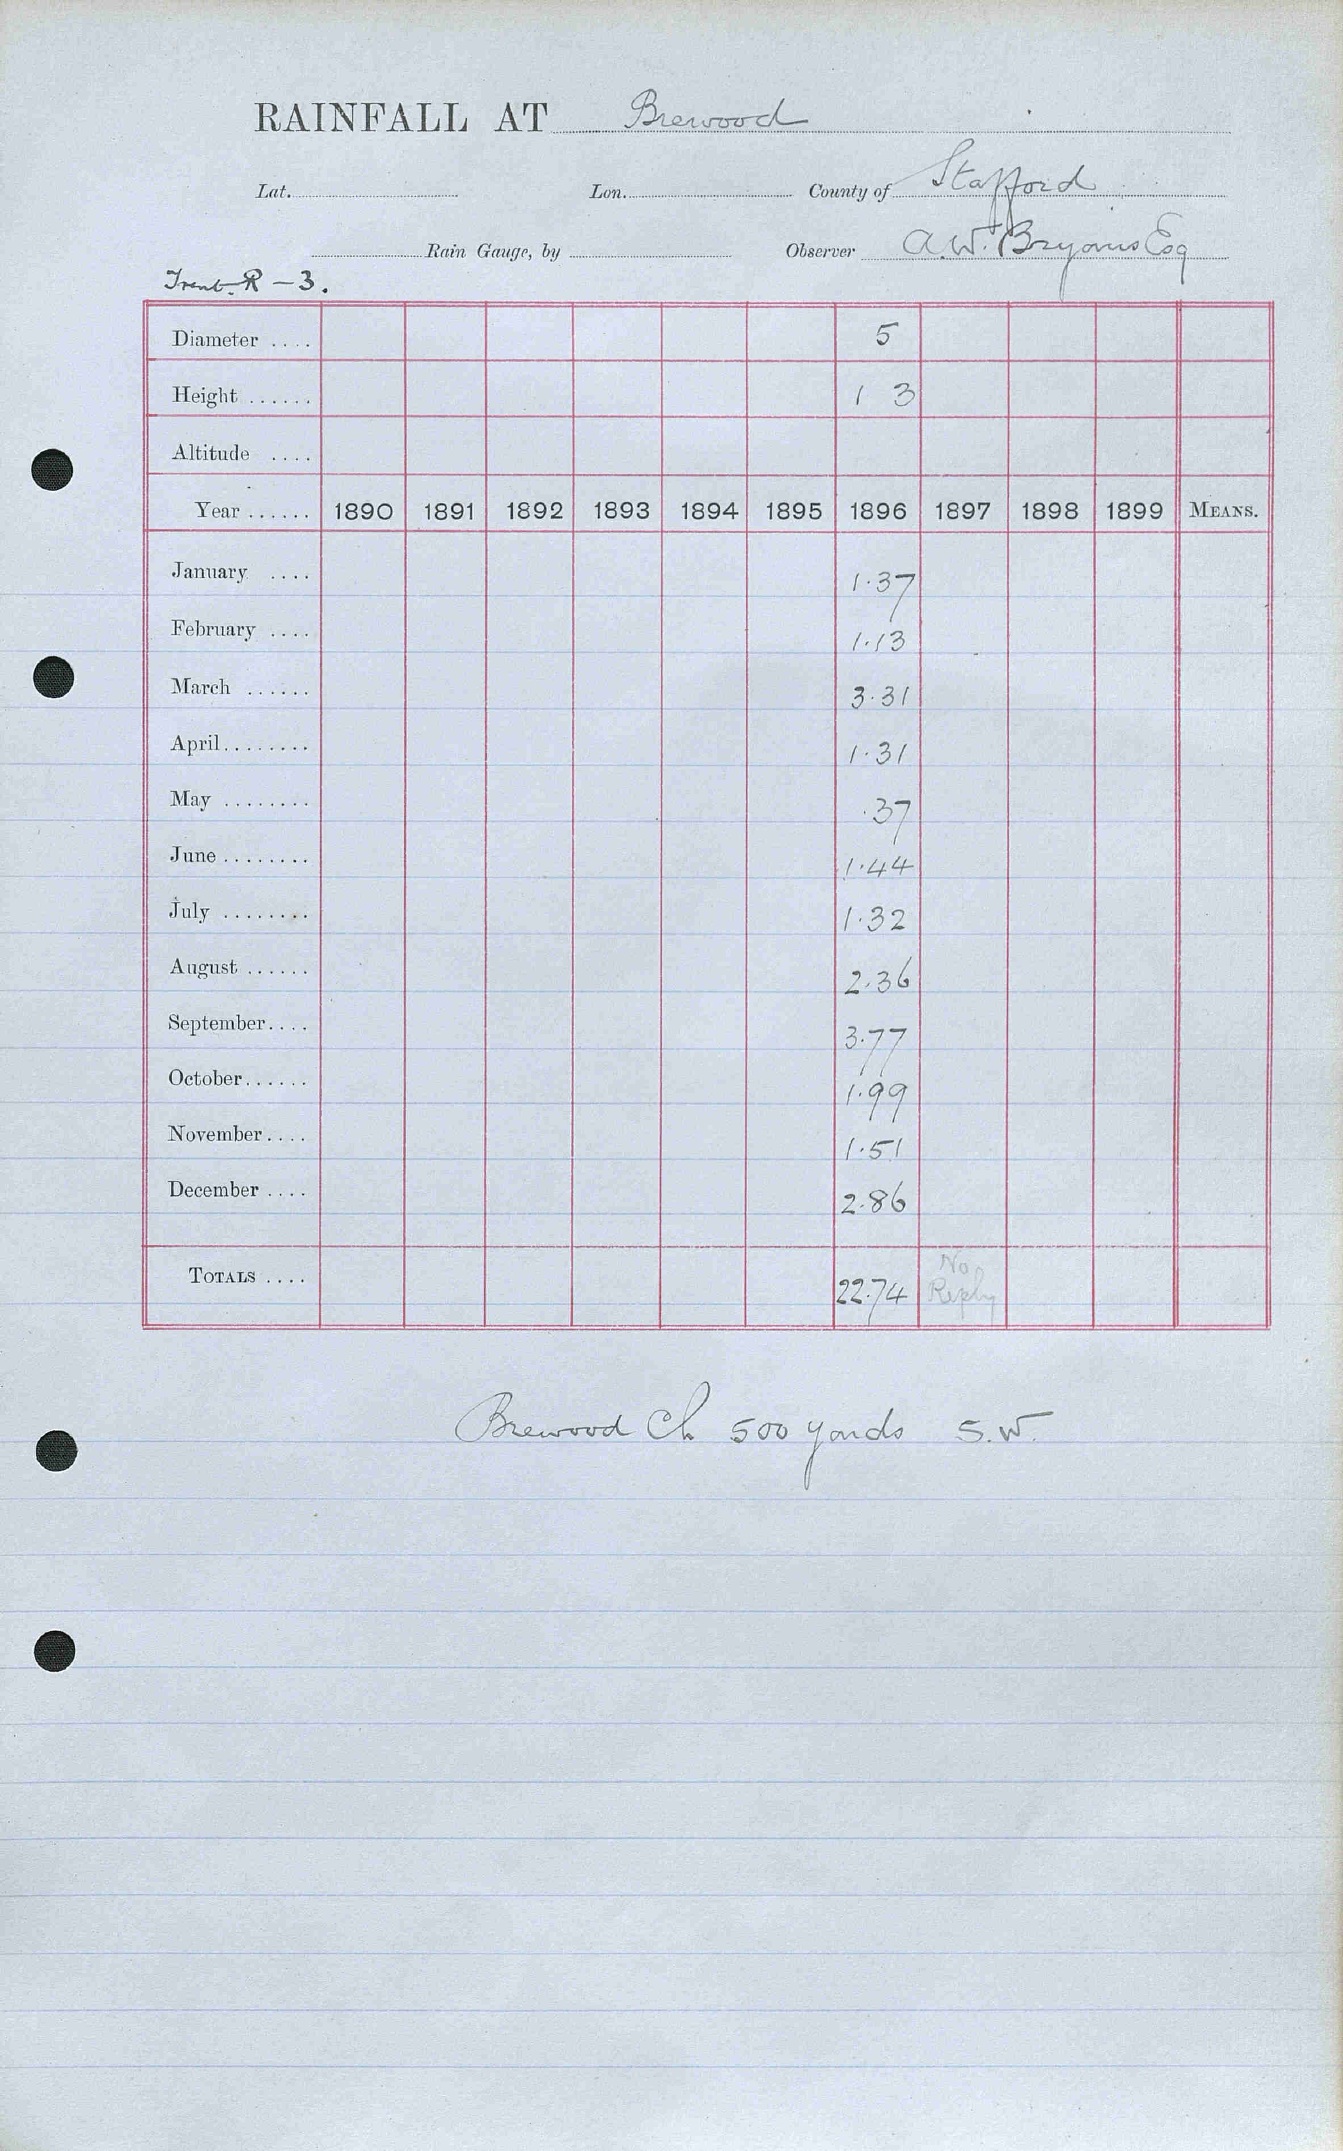 RAINFALL AT Brewood
Lat. Lon. County of Stafford
Rain Gauge, by Observer A.W. Bryans Esq
Trent. R - 3.
Diameter .... 5
Height ...... 1 3
Altitude ....
Year ...... 1890 1891 1892 1893 1894 1895 1896 1897 1898 1899 MEANS.
January .... 1.37
February .... 1.13
March ...... 3.31
April ........ 1.31
May ........ .37
June ........ 1.44
July ........ 1.32
August ...... 2.36
September .... 3.77
October ...... 1.99
November .... 1.51
December .... 2.86
TOTALS .... 22.74 No Reply
Brewood Ch 500 yards S.W.